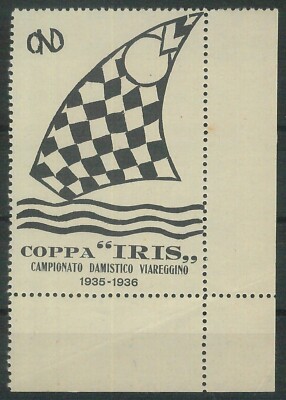 OND
COPPA "IRIS„
CAMPIONATO DAMISTICO VIAREGGINO
1935-1936